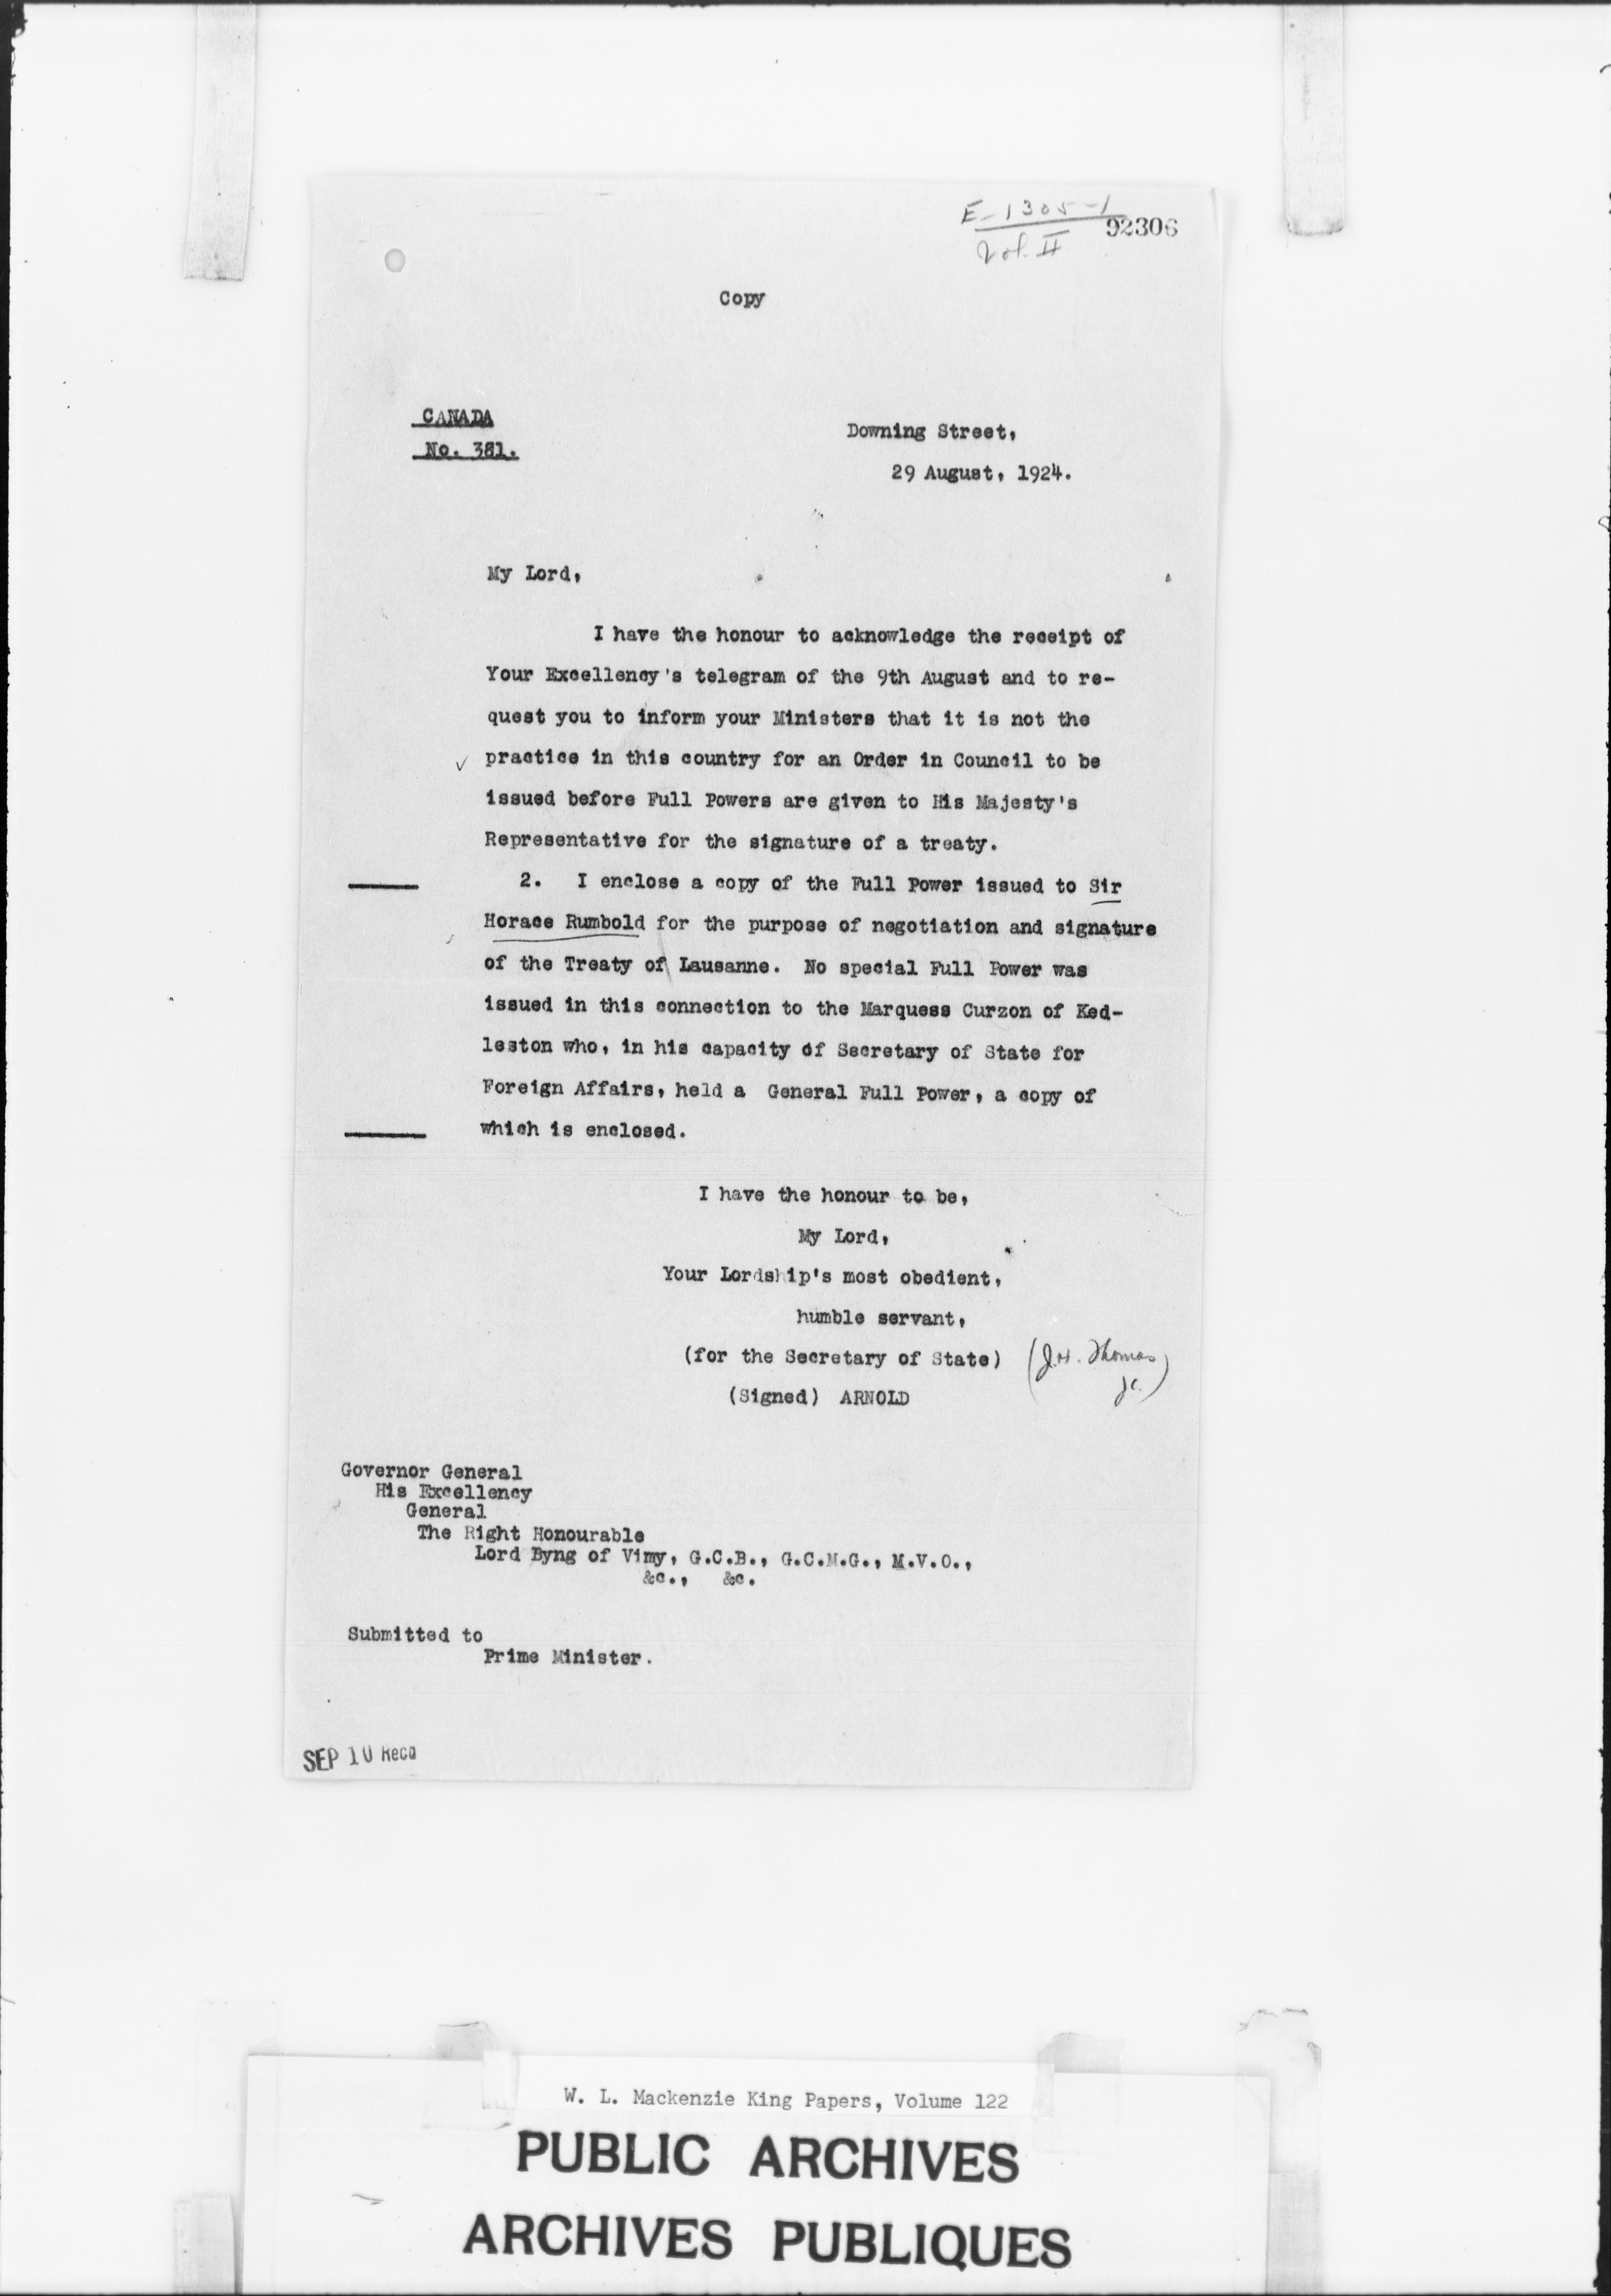 E-1305-1
Vol. II
92306
Copy
CANADA
No. 381.
Downing Street,
29 August, 1924.
My Lord,
I have the honour to acknowledge the receipt of
Your Excellency's telegram of the 9th August and to re-
quest you to inform your Ministers that it is not the
practice in this country for an Order in Council to be
issued before Full Powers are given to His Majesty's
Representative for the signature of a treaty.
2. I enclose a copy of the Full Power issued to Sir
Horace Rumbold for the purpose of negotiation and signature
of the Treaty of Lausanne. No special Full Power was
issued in this connection to the Marquess Curzon of Ked-
leston who, in his capacity of Secretary of State for
Foreign Affairs, held a General Full Power, a copy of
which is enclosed.
I have the honour to be,
My Lord,
Your Lordship's most obedient,
humble servant,
(for the Secretary of State) (J.H. Thomas
(Signed) ARNOLD
Governor General
His Excellency
General
The Right Honourable
Lord Byng of Vimy, G.C.B., G.C.M.G., M.V.O.,
&c., &c.
Submitted to
Prime Minister.
SEP 10 Recd
W. L. Mackenzie King Papers, Volume 122
PUBLIC ARCHIVES
ARCHIVES PUBLIQUES